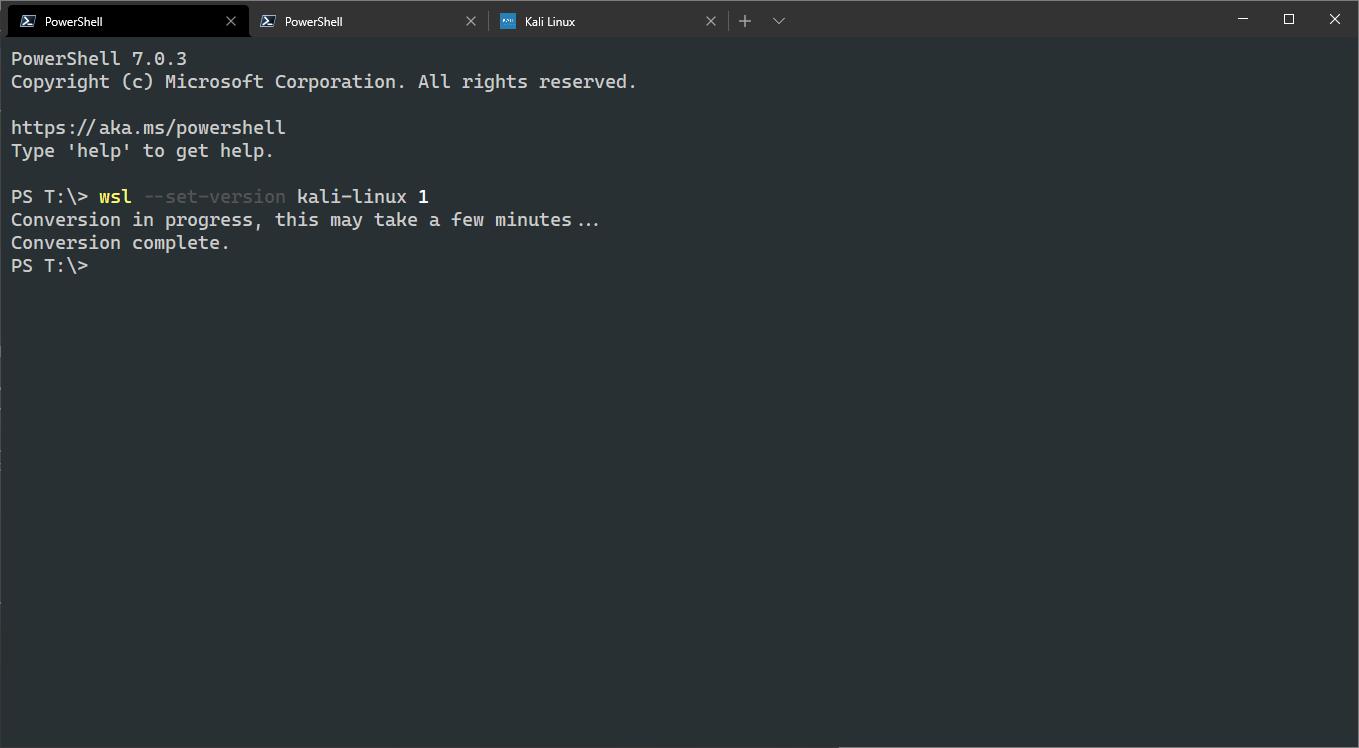 PowerShell
PowerShell
Kali Linux
PowerShell 7.0.3
Copyright (c) Microsoft Corporation. All rights reserved.
https://aka.ms/powershell
Type 'help' to get help.
PS T:\> wsl --set-version kali-linux 1
Conversion in progress, this may take a few minutes...
Conversion complete.
PS T:\>